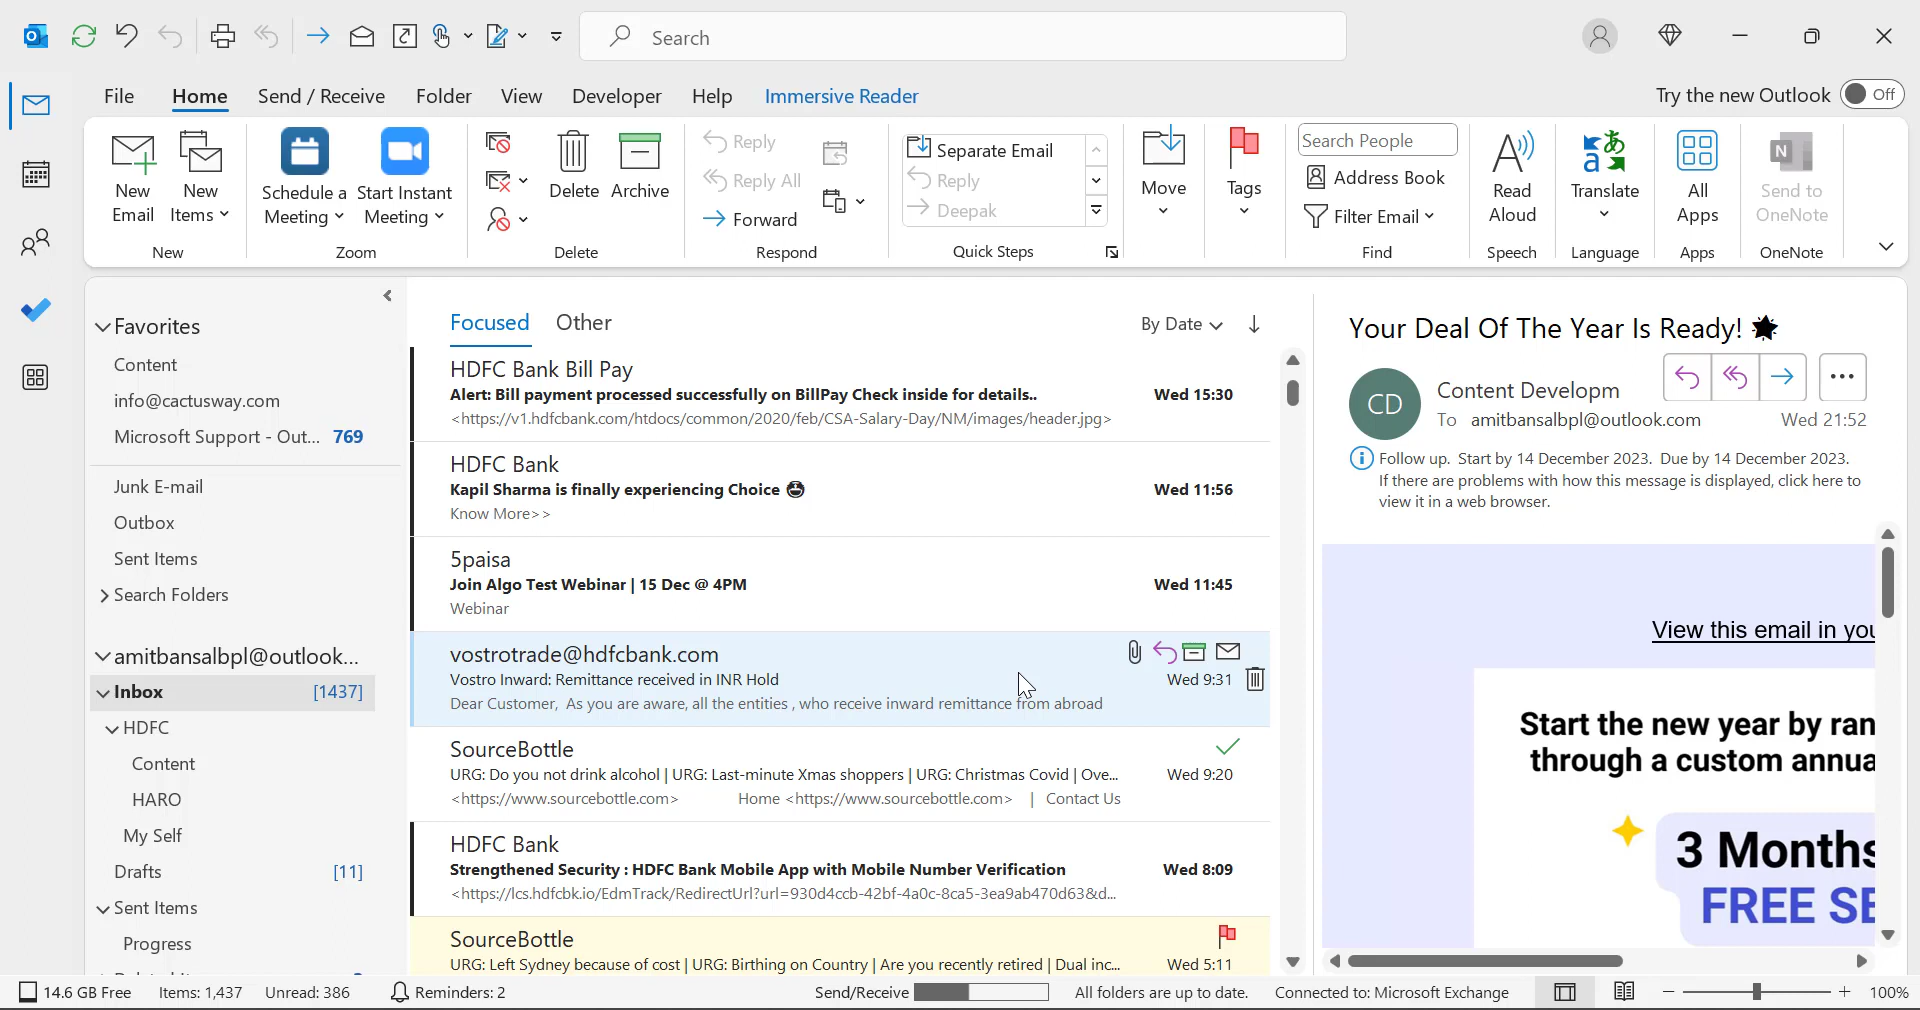 Search
File Home Send / Receive Folder View Developer Help Immersive Reader
Try the new Outlook Off
New Email
New Items
New
Schedule a Meeting
Start Instant Meeting
Zoom
Delete
Archive
Delete
Reply
Reply All
Forward
Respond
Separate Email
Reply
Deepak
Quick Steps
Move
Tags
Search People
Address Book
Filter Email
Find
Read Aloud
Speech
Translate
Language
All Apps
Apps
N
Send to OneNote
OneNote
Favorites
Content
info@cactusway.com
Microsoft Support - Out... 769
Junk E-mail
Outbox
Sent Items
Search Folders
amitbansalbpl@outlook...
Inbox [1437]
HDFC
Content
HARO
My Self
Drafts [11]
Sent Items
Progress
Focused Other By Date
HDFC Bank Bill Pay
Alert: Bill payment processed successfully on BillPay Check inside for details.. Wed 15:30
<https://v1.hdfcbank.com/htdocs/common/2020/feb/CSA-Salary-Day/NM/images/header.jpg>
HDFC Bank
Kapil Sharma is finally experiencing Choice 🤩 Wed 11:56
Know More>>
5paisa
Join Algo Test Webinar | 15 Dec @ 4PM Wed 11:45
Webinar
vostrotrade@hdfcbank.com
Vostro Inward: Remittance received in INR Hold Wed 9:31
Dear Customer, As you are aware, all the entities , who receive inward remittance from abroad
SourceBottle
URG: Do you not drink alcohol | URG: Last-minute Xmas shoppers | URG: Christmas Covid | Ove... Wed 9:20
<https://www.sourcebottle.com> Home <https://www.sourcebottle.com> | Contact Us
HDFC Bank
Strengthened Security : HDFC Bank Mobile App with Mobile Number Verification Wed 8:09
<https://lcs.hdfcbk.io/EdmTrack/RedirectUrl?url=930d4ccb-42bf-4a0c-8ca5-3ea9ab470d63&d...
SourceBottle
URG: Left Sydney because of cost | URG: Birthing on Country | Are you recently retired | Dual inc... Wed 5:11
Your Deal Of The Year Is Ready!
CD
Content Developm
To amitbansalbpl@outlook.com Wed 21:52
Follow up. Start by 14 December 2023. Due by 14 December 2023.
If there are problems with how this message is displayed, click here to
view it in a web browser.
View this email in you
Start the new year by ran
through a custom annua
3 Months
FREE SE
14.6 GB Free Items: 1,437 Unread: 386 Reminders: 2 Send/Receive All folders are up to date. Connected to: Microsoft Exchange 100%